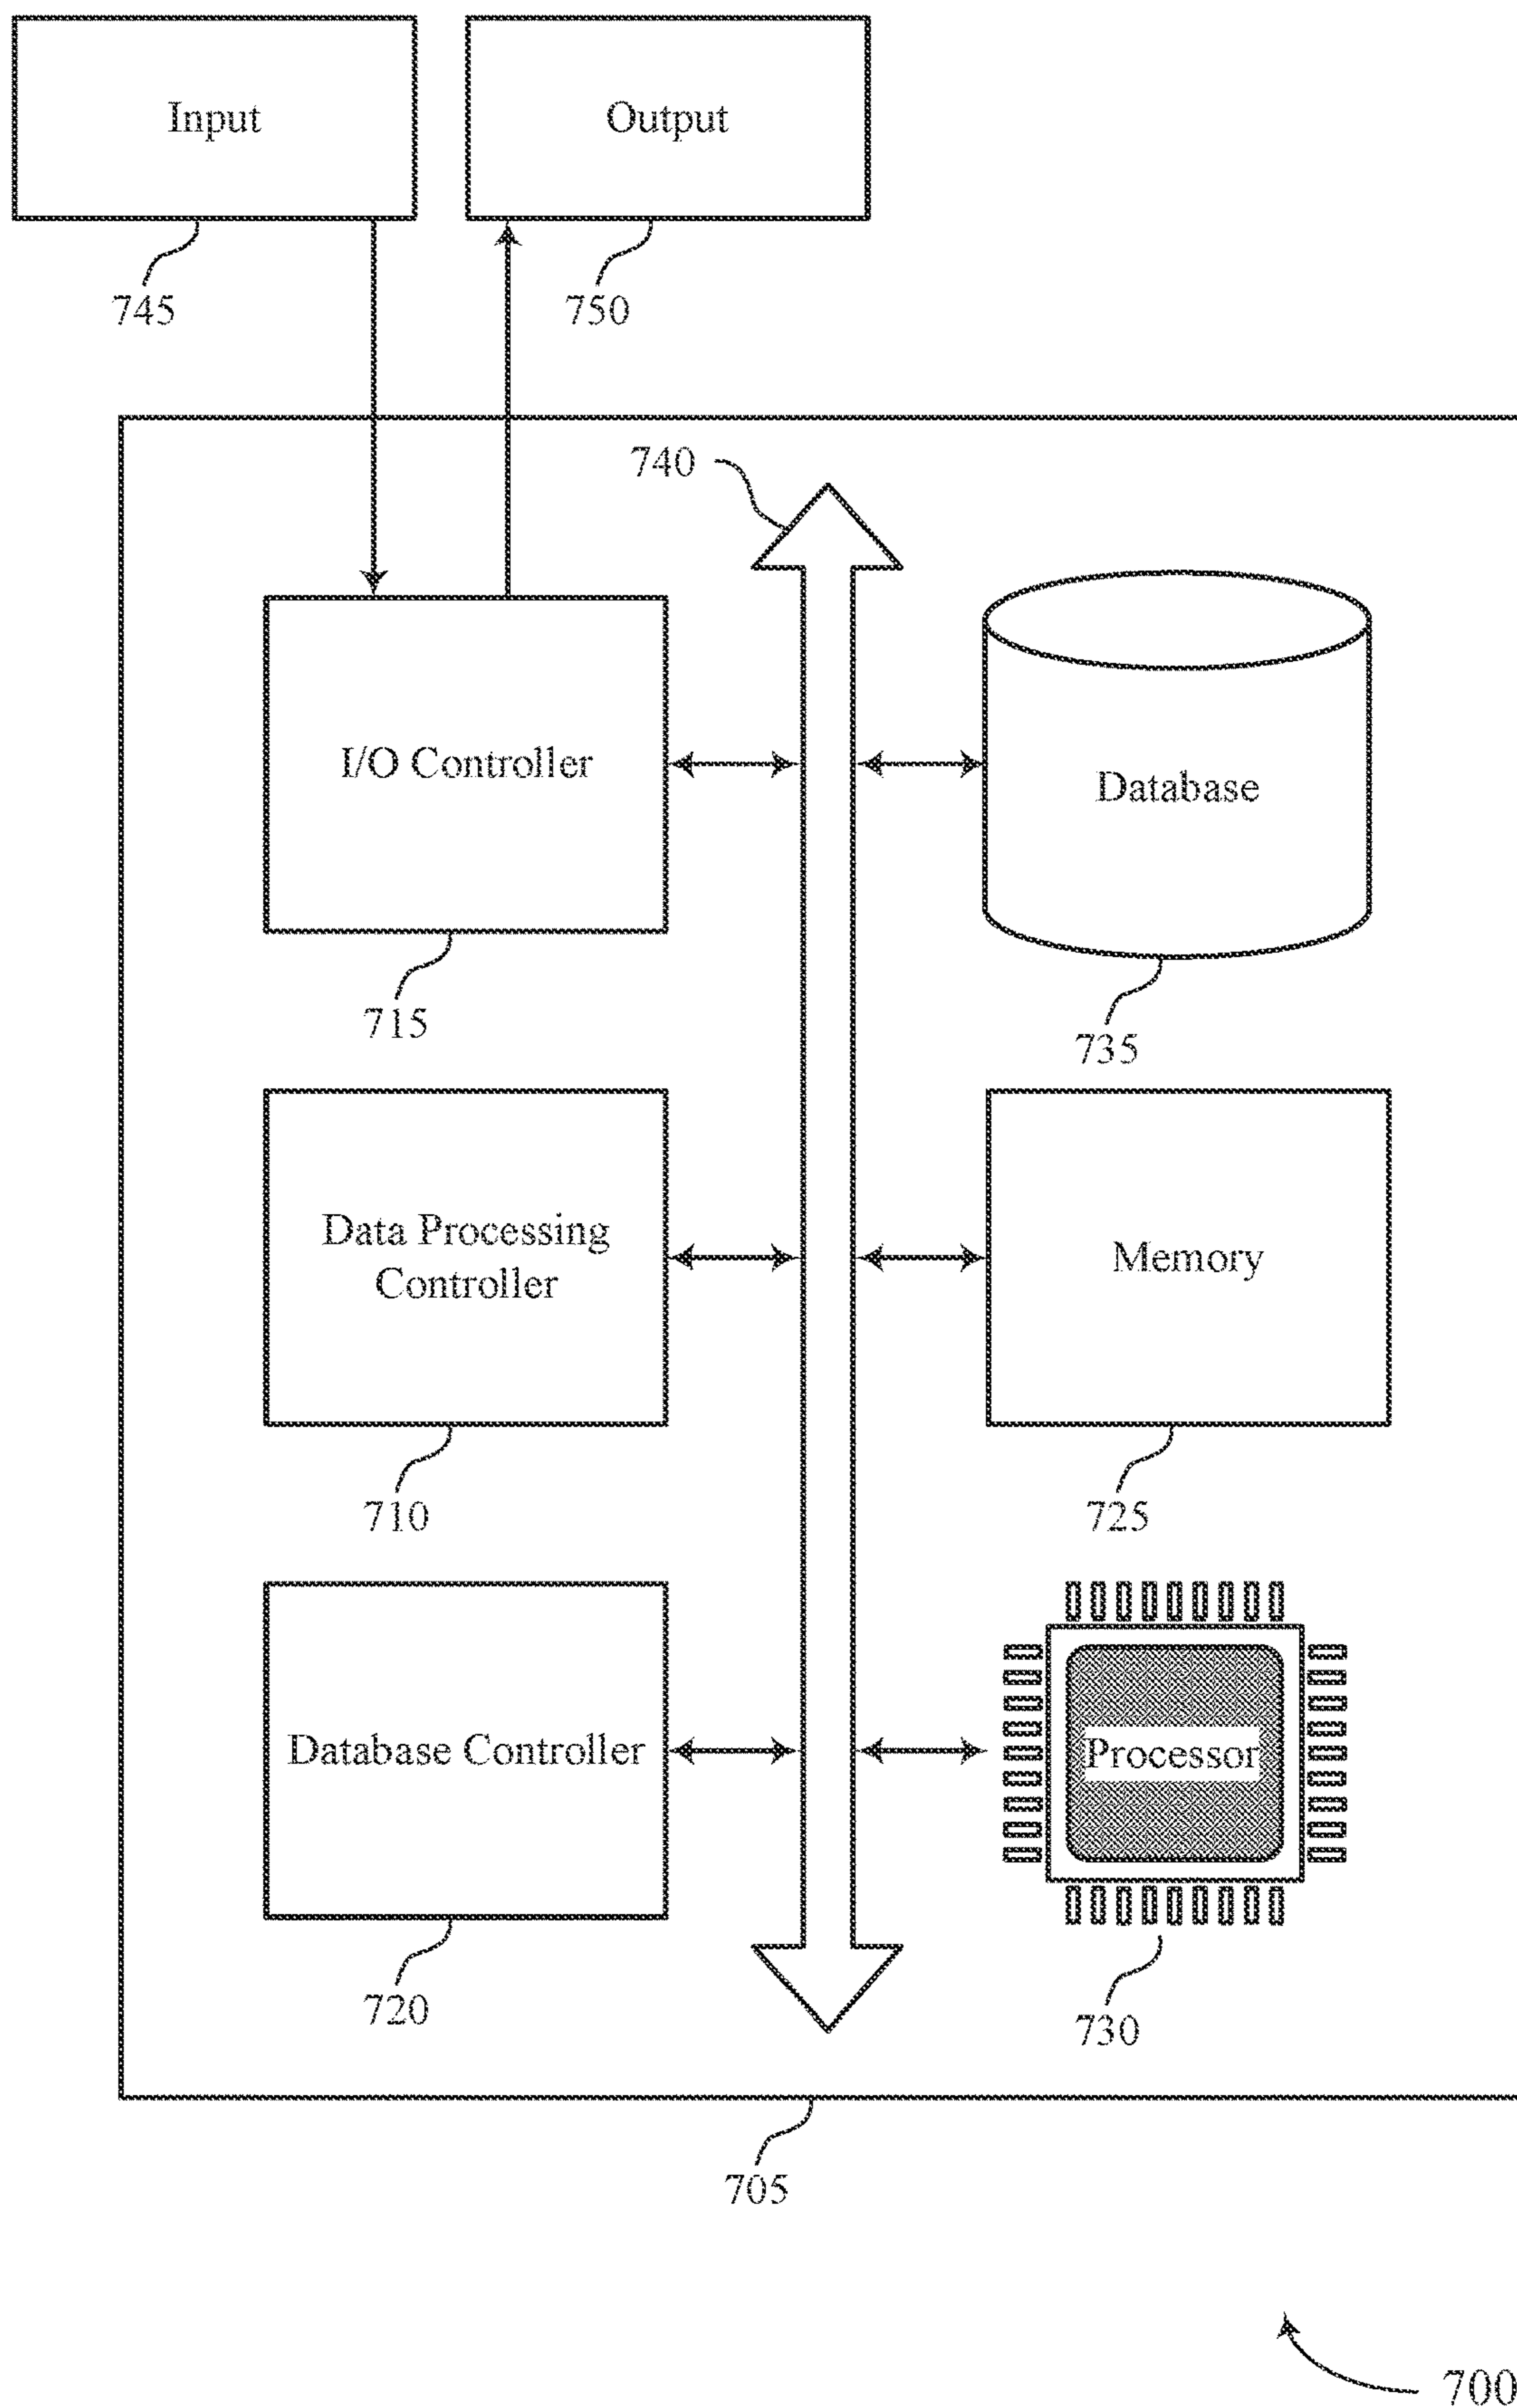 Input
Output
745
750
740
I/O Controller
Database
715
735
Data Processing
Controller
Memory
710
725
Database Controller
Processor
720
730
705
700